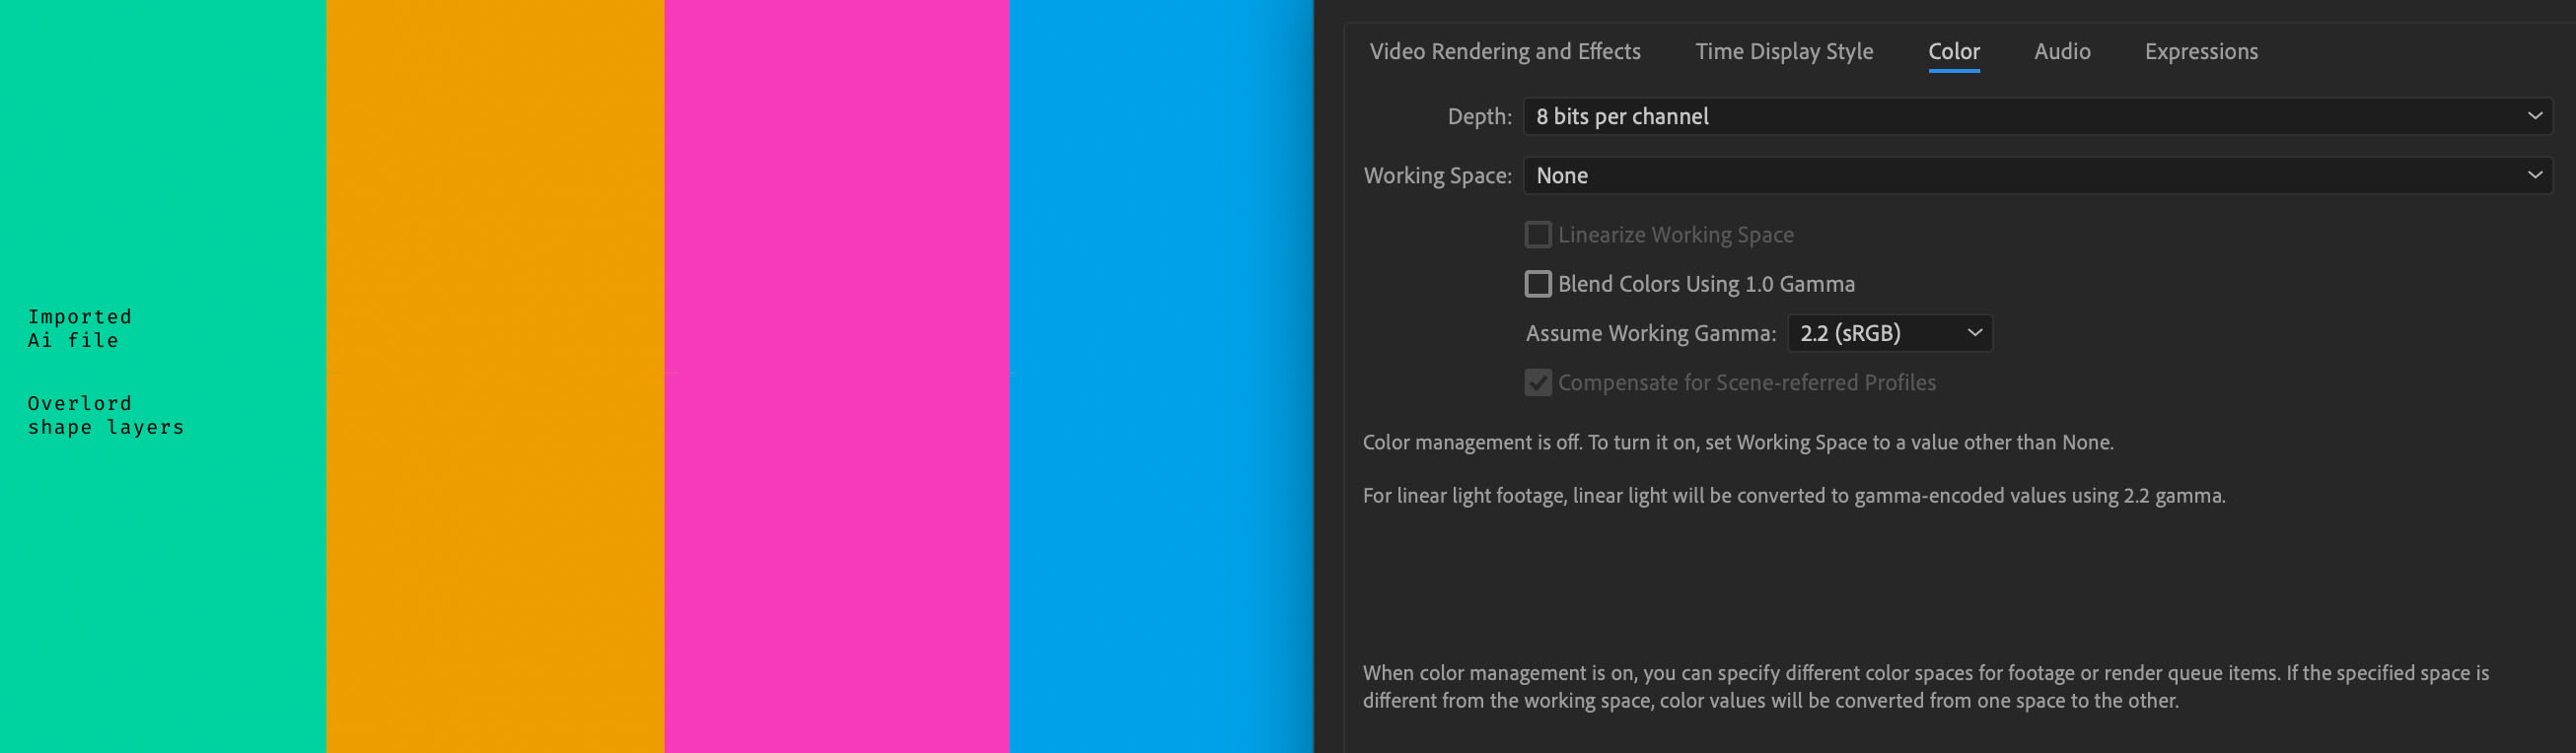 Imported
Ai file
Overlord
shape layers
Video Rendering and Effects
Time Display Style
Color
Audio
Expressions
Depth: 8 bits per channel
Working Space: None
Linearize Working Space
Blend Colors Using 1.0 Gamma
Assume Working Gamma: 2.2 (sRGB)
Compensate for Scene-referred Profiles
Color management is off. To turn it on, set Working Space to a value other than None.
For linear light footage, linear light will be converted to gamma-encoded values using 2.2 gamma.
When color management is on, you can specify different color spaces for footage or render queue items. If the specified space is
different from the working space, color values will be converted from one space to the other.